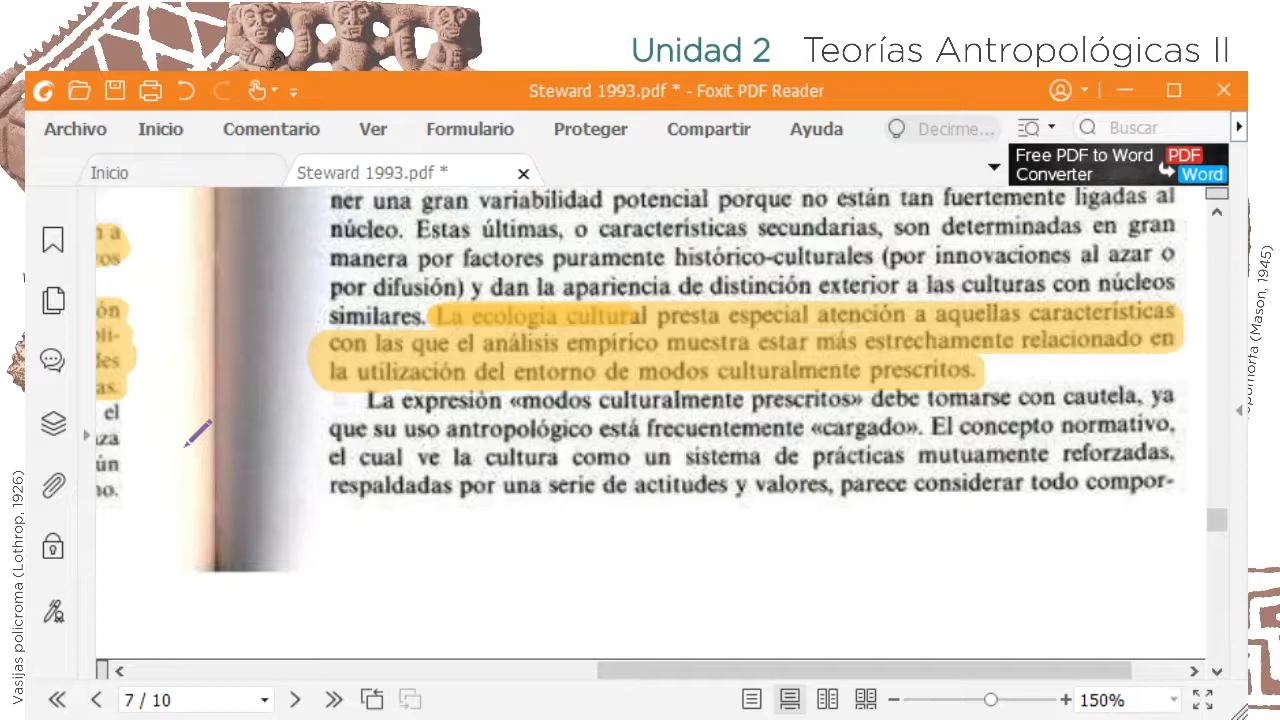 Unidad 2 Teorías Antropológicas II
Steward 1993.pdf * - Foxit PDF Reader
Archivo Inicio Comentario Ver Formulario Proteger Compartir Ayuda Decirme... Buscar
Inicio Steward 1993.pdf *
Free PDF to Word PDF
Converter Word
ner una gran variabilidad potencial porque no están tan fuertemente ligadas al
núcleo. Estas últimas, o características secundarias, son determinadas en gran
manera por factores puramente histórico-culturales (por innovaciones al azar o
por difusión) y dan la apariencia de distinción exterior a las culturas con núcleos
similares. La ecología cultural presta especial atención a aquellas características
con las que el análisis empírico muestra estar más estrechamente relacionado en
la utilización del entorno de modos culturalmente prescritos.
La expresión «modos culturalmente prescritos» debe tomarse con cautela, ya
que su uso antropológico está frecuentemente «cargado». El concepto normativo,
el cual ve la cultura como un sistema de prácticas mutuamente reforzadas,
respaldadas por una serie de actitudes y valores, parece considerar todo compor-
el
ún
7 / 10
150%
Vasijas policroma (Lothrop, 1926)
(Mason, 1945)